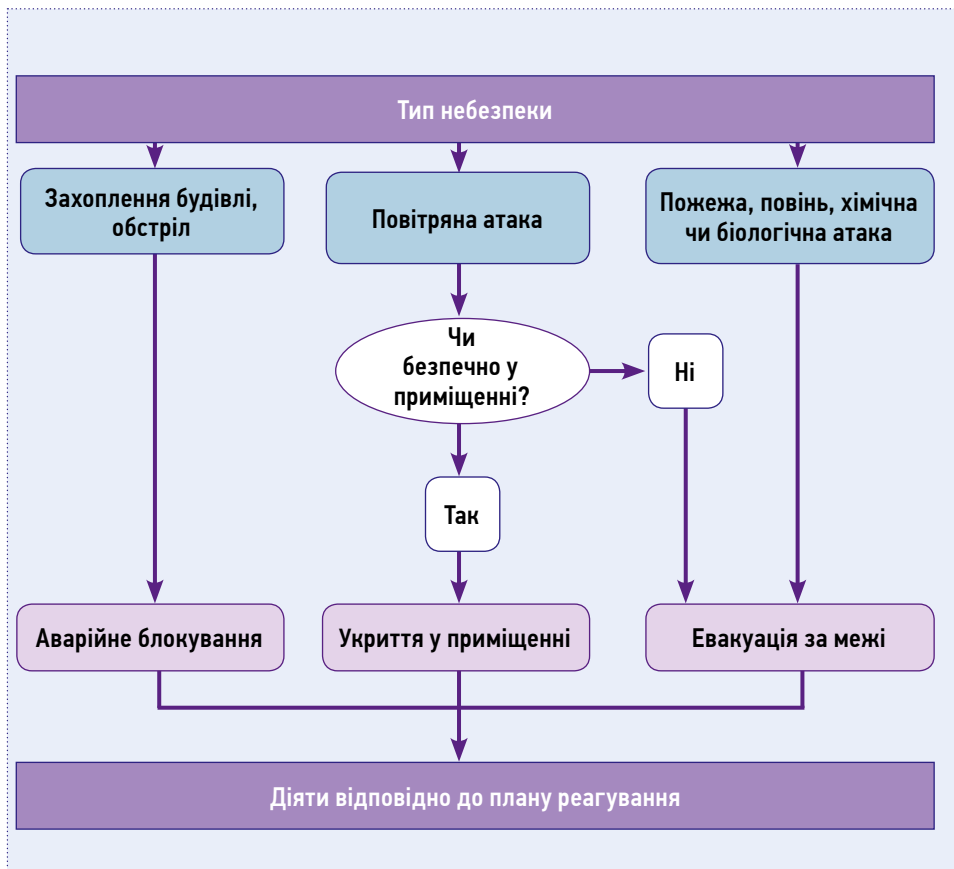 Тип небезпеки
Захоплення будівлі,
обстріл
Повітряна атака
Пожежа, повінь, хімічна
чи біологічна атака
Чи
безпечно у
приміщенні?
Ні
Так
Аварійне блокування
Укриття у приміщенні
Евакуація за межі
Діяти відповідно до плану реагування